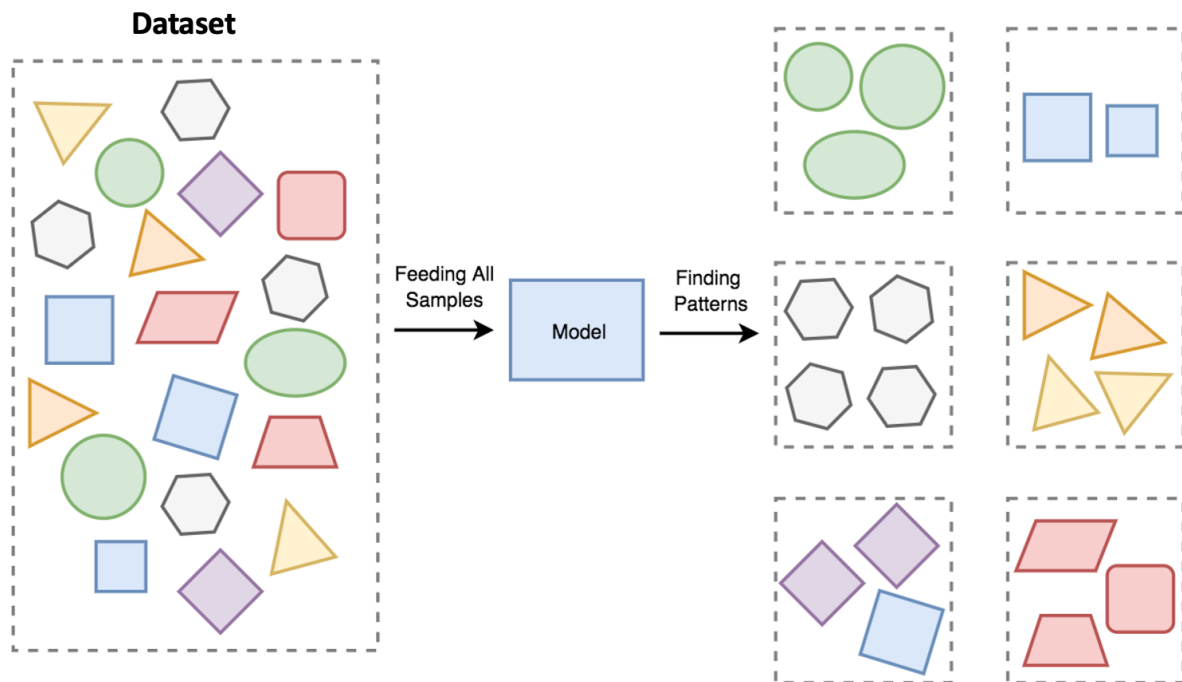 Dataset
Feeding All
Samples
Model
Finding
Patterns